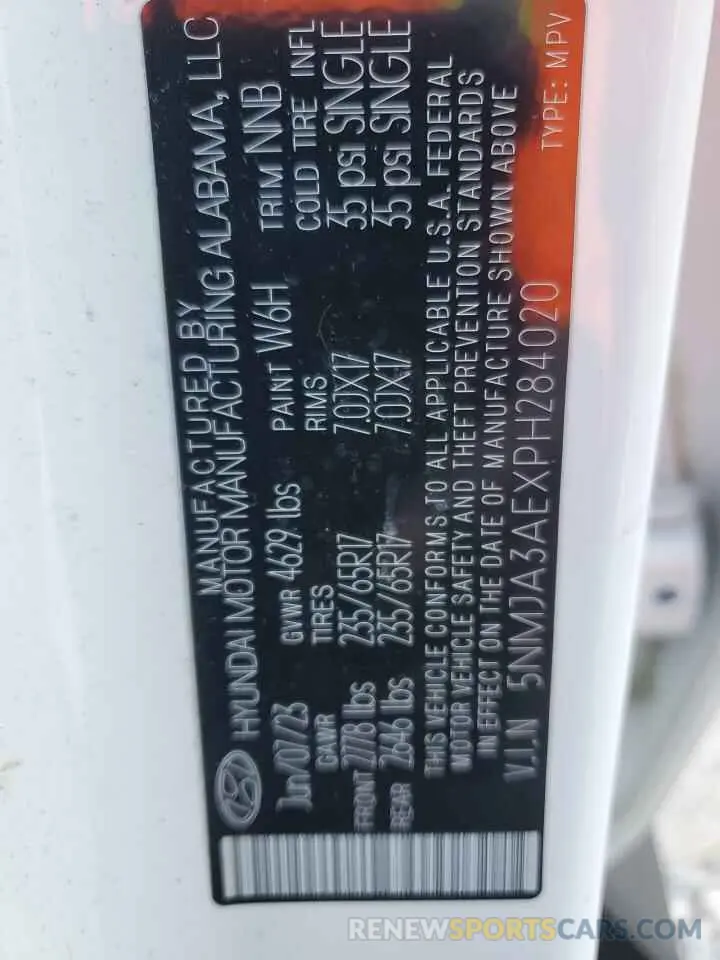 MANUFACTURED BY
HYUNDAI MOTOR MANUFACTURING ALABAMA, LLC
Jun/07/23 GVWR 4629 lbs PAINT W6H TRIM NNB
GAWR TIRES RIMS COLD TIRE INFL
FRONT 2778 lbs 235/65R17 7.0JX17 35 psi SINGLE
REAR 2646 lbs 235/65R17 7.0JX17 35 psi SINGLE
THIS VEHICLE CONFORMS TO ALL APPLICABLE U.S.A. FEDERAL
MOTOR VEHICLE SAFETY AND THEFT PREVENTION STANDARDS
IN EFFECT ON THE DATE OF MANUFACTURE SHOWN ABOVE
V.I.N 5NMJA3AEXPH284020 TYPE: MPV
RENEWSPORTSCARS.COM